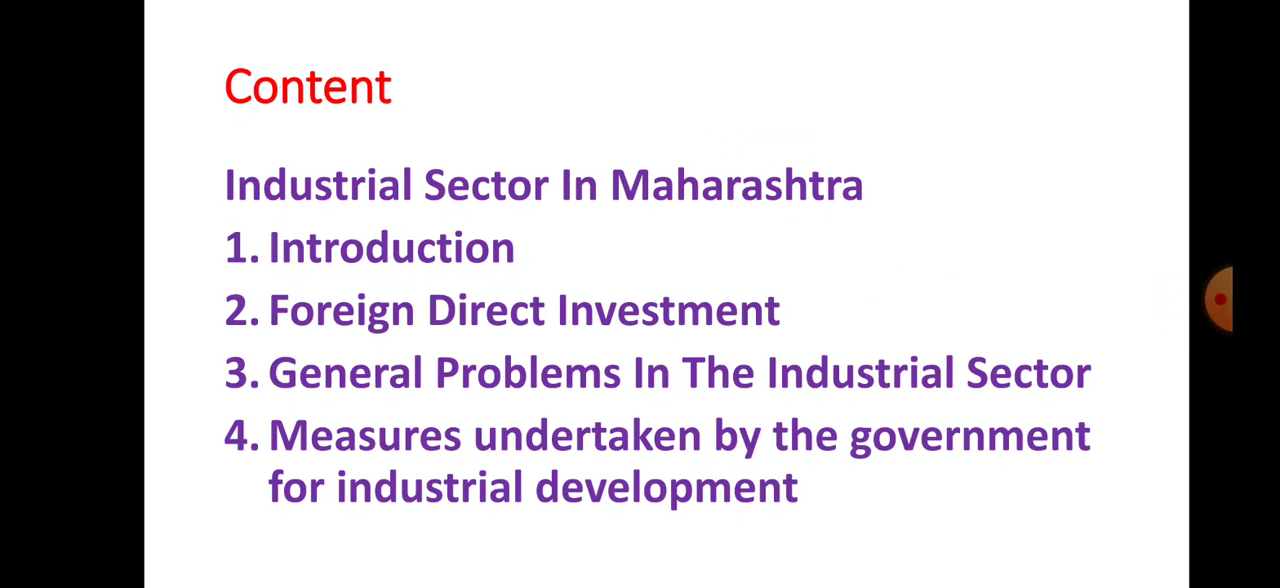 Content
Industrial Sector In Maharashtra
1. Introduction
2. Foreign Direct Investment
3. General Problems In The Industrial Sector
4. Measures undertaken by the government
for industrial development